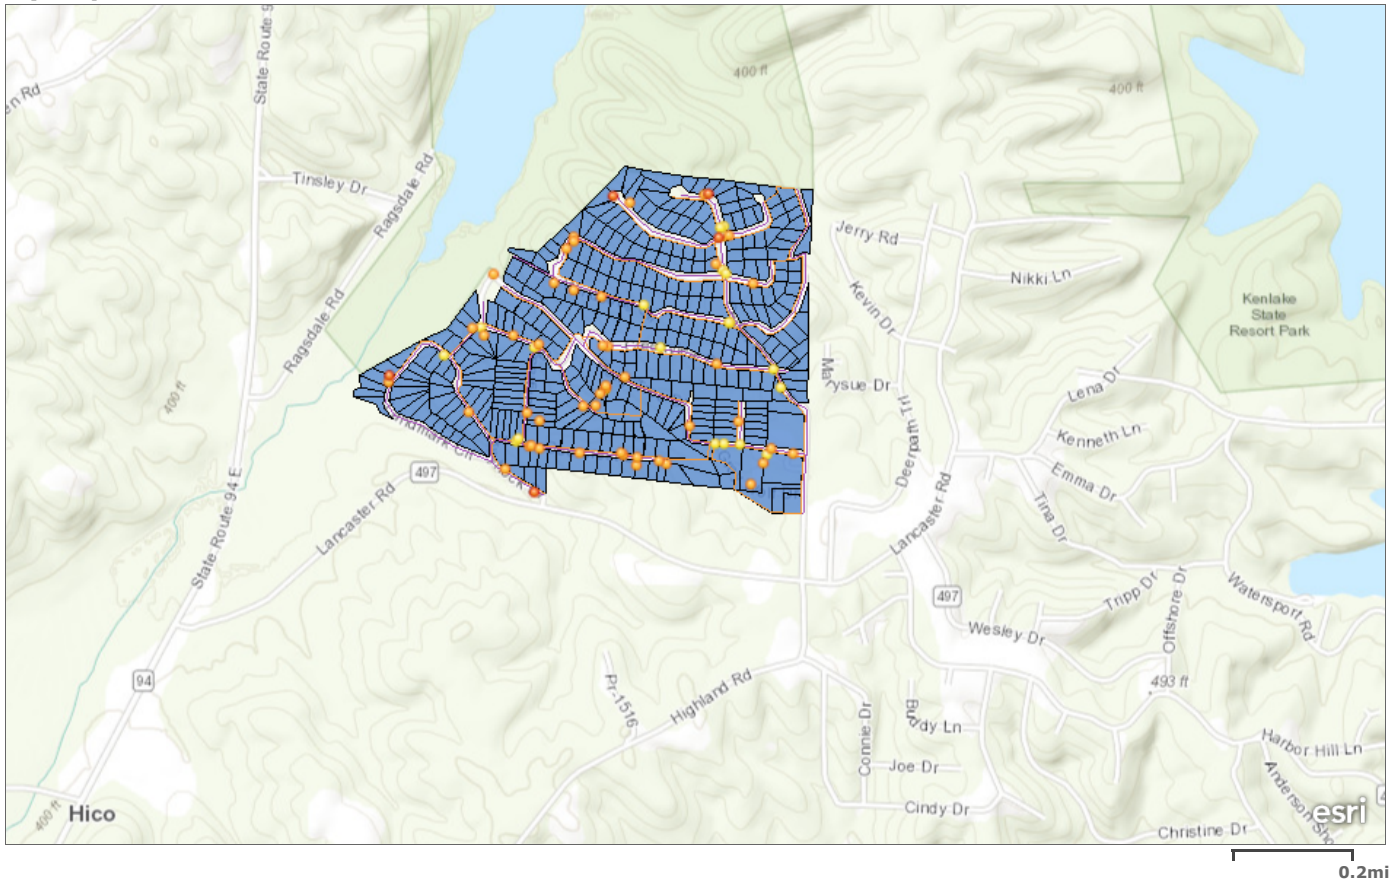 State Route 9
400 ft
400 ft
en Rd
Tinsley Dr
Ragsdale Rd
Jerry Rd
Nikki Ln
Kevin Dr
Kenlake
State
Resort Park
Ragsdale Rd
400 ft
Marysue Dr
Lena Dr
Deerpath Trl
Kenneth Ln
497
Emma Dr
Lancaster Rd
State Route 94 E
Lancaster Rd
Tina Dr
497
Tripp Dr
Offshore Dr
Watersport Rd
Wesley Dr
94
493 ft
Pr-1516
Highland Rd
Connie Dr
Buddy Ln
Harbor Hill Ln
Joe Dr
Anderson Sho
400 ft
Hico
Cindy Dr
Christine Dr
esri
0.2mi